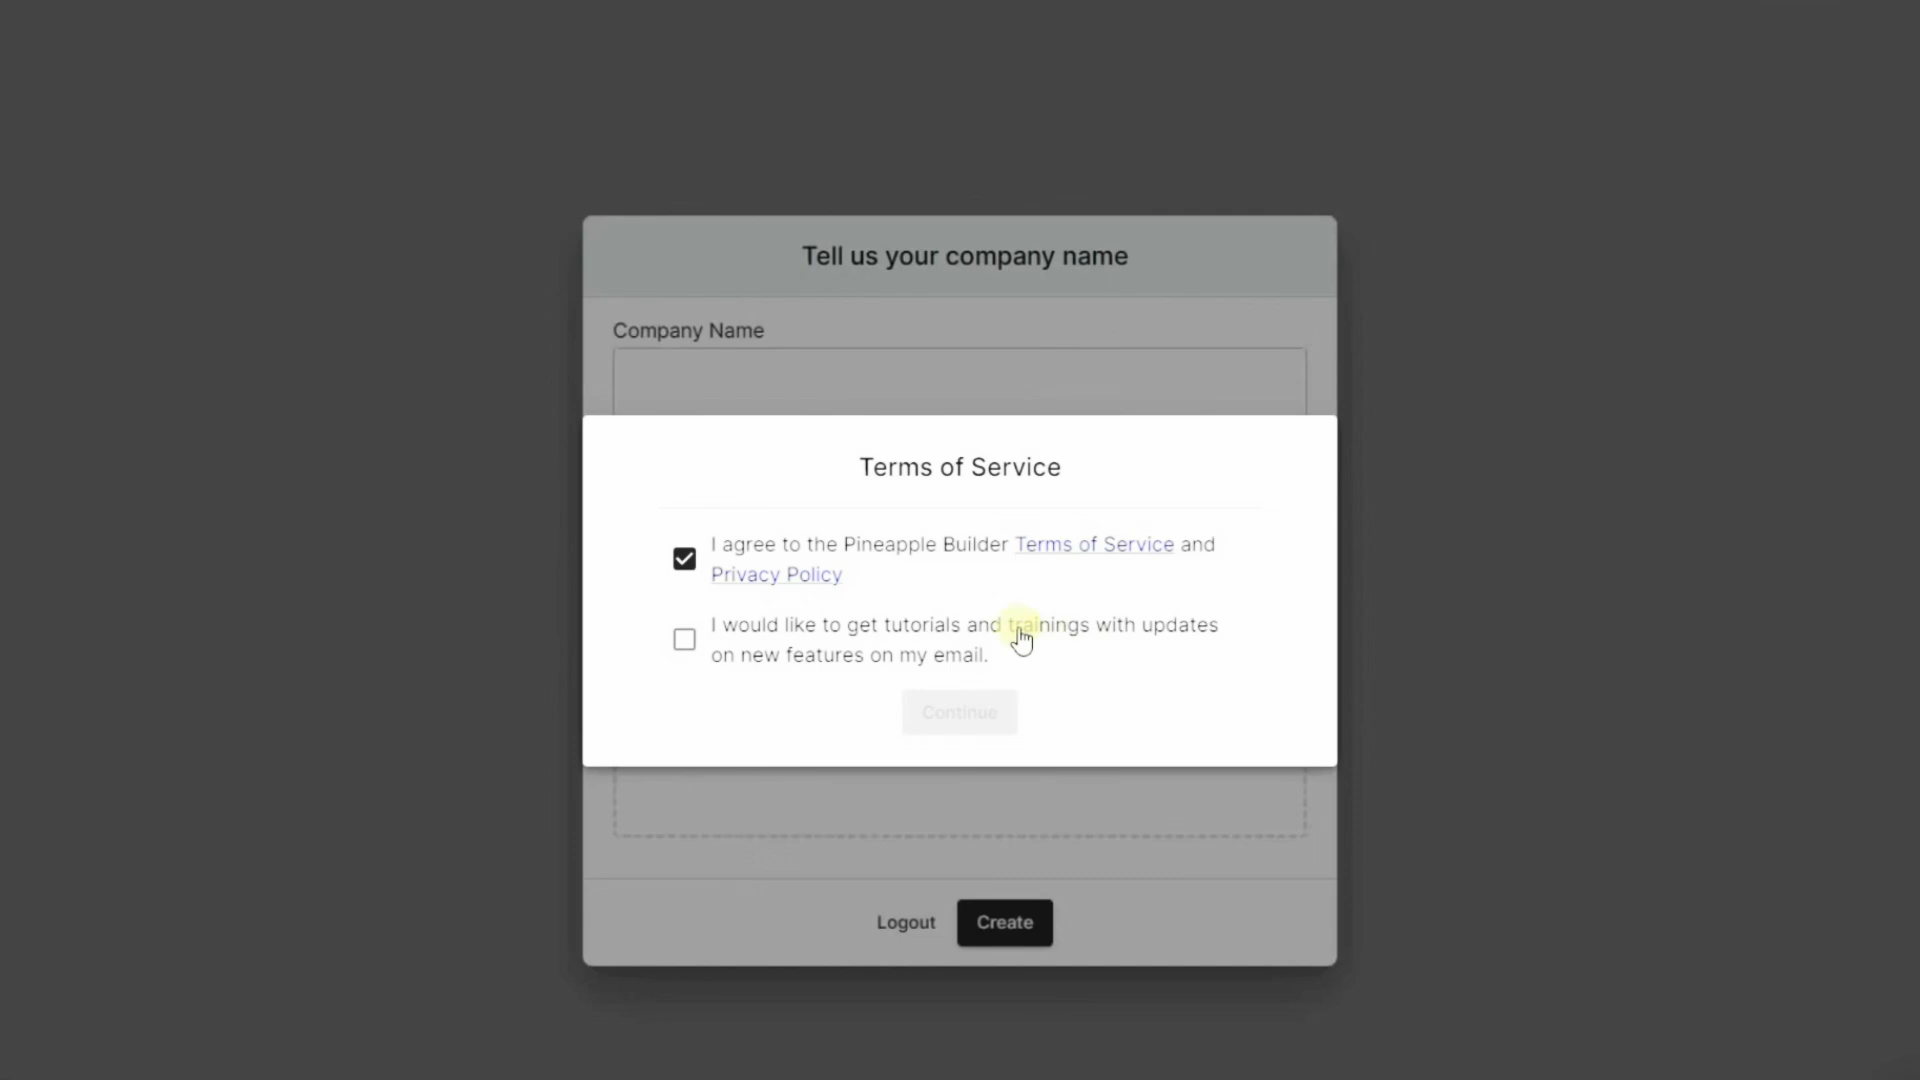 Tell us your company name
Company Name
Terms of Service
I agree to the Pineapple Builder Terms of Service and
Privacy Policy
I would like to get tutorials and trainings with updates
on new features on my email.
Continue
Logout Create